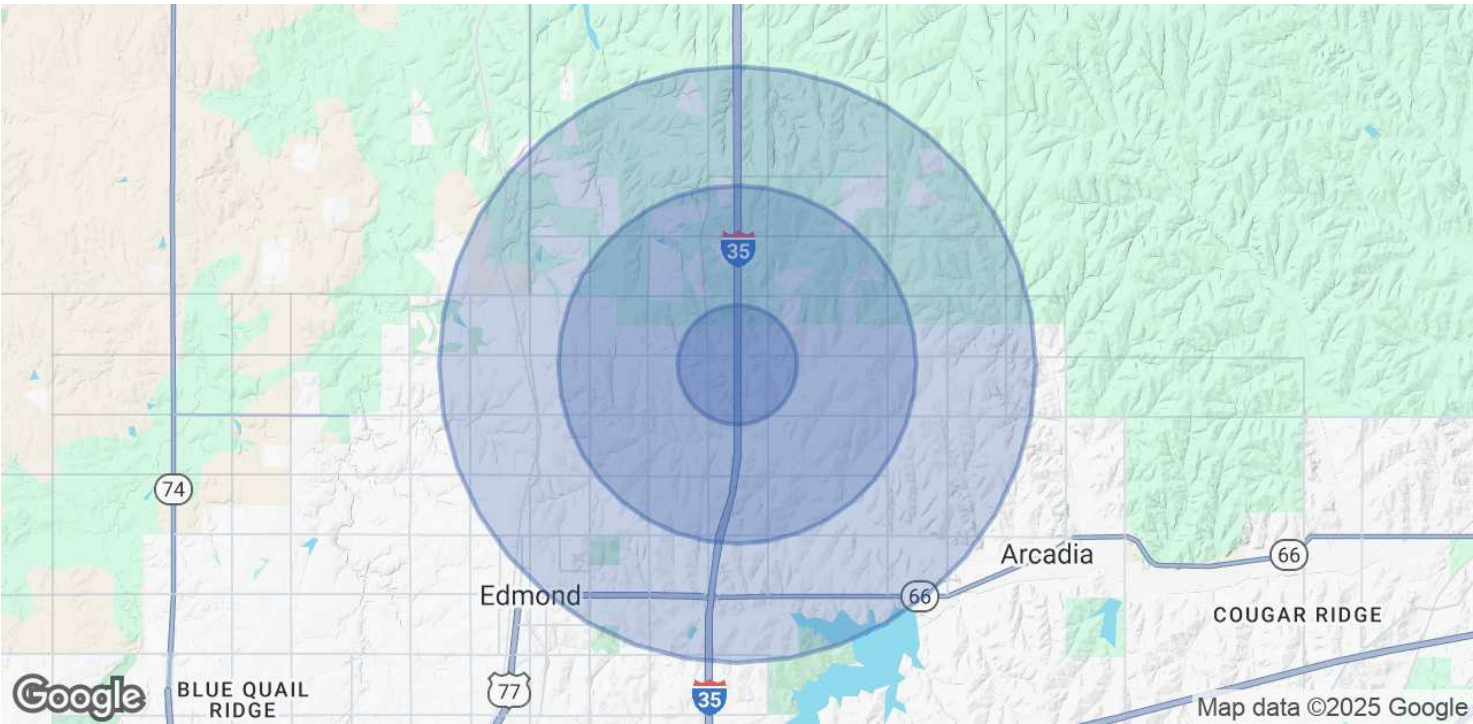 35
74
Edmond
Arcadia
66
66
COUGAR RIDGE
77
35
BLUE QUAIL
RIDGE
Google
Map data ©2025 Google